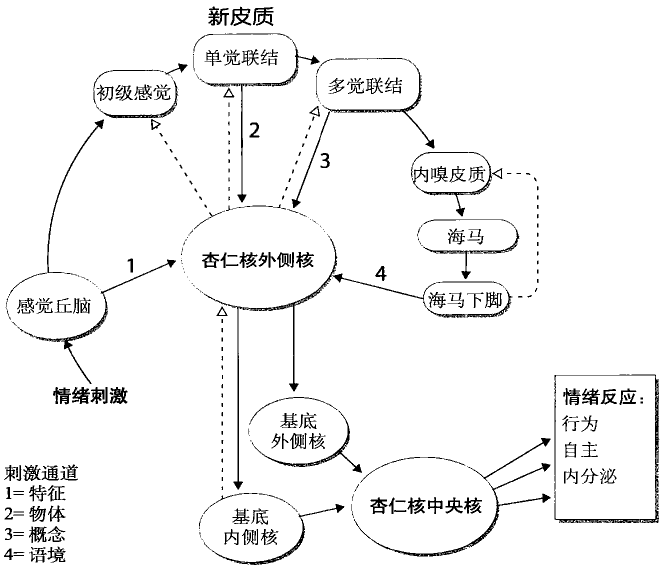 新皮质
单觉联结
初级感觉
多觉联结
2
3
内嗅皮质
海马
杏仁核外侧核
1
4
感觉丘脑
海马下脚
情绪刺激
情绪反应：
行为
自主
内分泌
基底
外侧核
刺激通道
1= 特征
2= 物体
3= 概念
4= 语境
基底
内侧核
杏仁核中央核